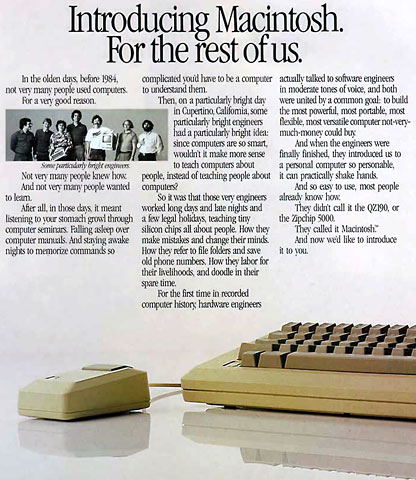 Introducing Macintosh.
For the rest of us.
In the olden days, before 1984,
not very many people used computers.
For a very good reason.
Some particularly bright engineers.
Not very many people knew how.
And not very many people wanted
to learn.
After all, in those days, it meant
listening to your stomach growl through
computer seminars. Falling asleep over
computer manuals. And staying awake
nights to memorize commands so
complicated you'd have to be a computer
to understand them.
Then, on a particularly bright day
in Cupertino, California, some
particularly bright engineers
had a particularly bright idea:
since computers are so smart,
wouldn't it make more sense
to teach computers about
people, instead of teaching people about
computers?
So it was that those very engineers
worked long days and late nights and
a few legal holidays, teaching tiny
silicon chips all about people. How they
make mistakes and change their minds.
How they refer to file folders and save
old phone numbers. How they labor for
their livelihoods, and doodle in their
spare time.
For the first time in recorded
computer history, hardware engineers
actually talked to software engineers
in moderate tones of voice, and both
were united by a common goal: to build
the most powerful, most portable, most
flexible, most versatile computer not-very-
much-money could buy.
And when the engineers were
finally finished, they introduced us to
a personal computer so personable,
it can practically shake hands.
And so easy to use, most people
already know how.
They didn't call it the QZ190, or
the Zipchip 5000.
They called it Macintosh.™
And now we'd like to introduce
it to you.